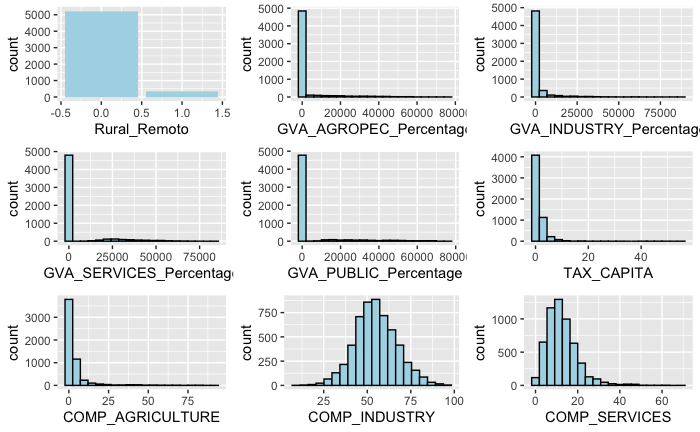 5000
4000
3000
2000
1000
0
count
-0.5 0.0 0.5 1.0 1.5
Rural_Remoto
5000
4000
3000
2000
1000
0
count
0 20000 40000 60000 8000
GVA_AGROPEC_Percentage
5000
4000
3000
2000
1000
0
count
0 25000 50000 75000
GVA_INDUSTRY_Percentag
5000
4000
3000
2000
1000
0
count
0 25000 50000 75000
GVA_SERVICES_Percentage
5000
4000
3000
2000
1000
0
count
0 20000 40000 60000 8000
GVA_PUBLIC_Percentage
4000
3000
2000
1000
0
count
0 20 40
TAX_CAPITA
3000
2000
1000
0
count
0 25 50 75
COMP_AGRICULTURE
750
500
250
0
count
25 50 75 100
COMP_INDUSTRY
1000
500
0
count
0 20 40 60
COMP_SERVICES